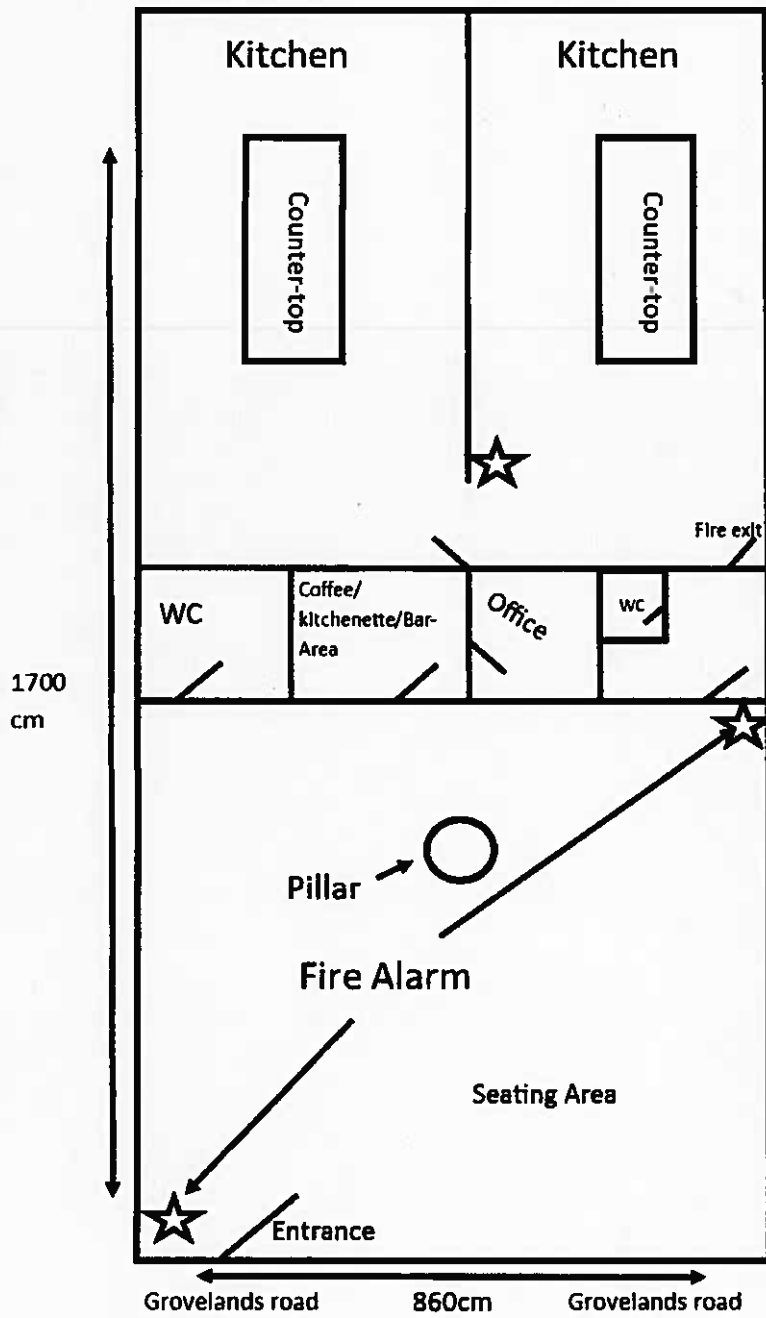 Kitchen
Kitchen
Counter-top
Counter-top
Fire exit
WC
Coffee/
kitchenette/Bar-
Area
Office
WC
1700
cm
Pillar
Fire Alarm
Seating Area
Entrance
Grovelands road
860cm
Grovelands road